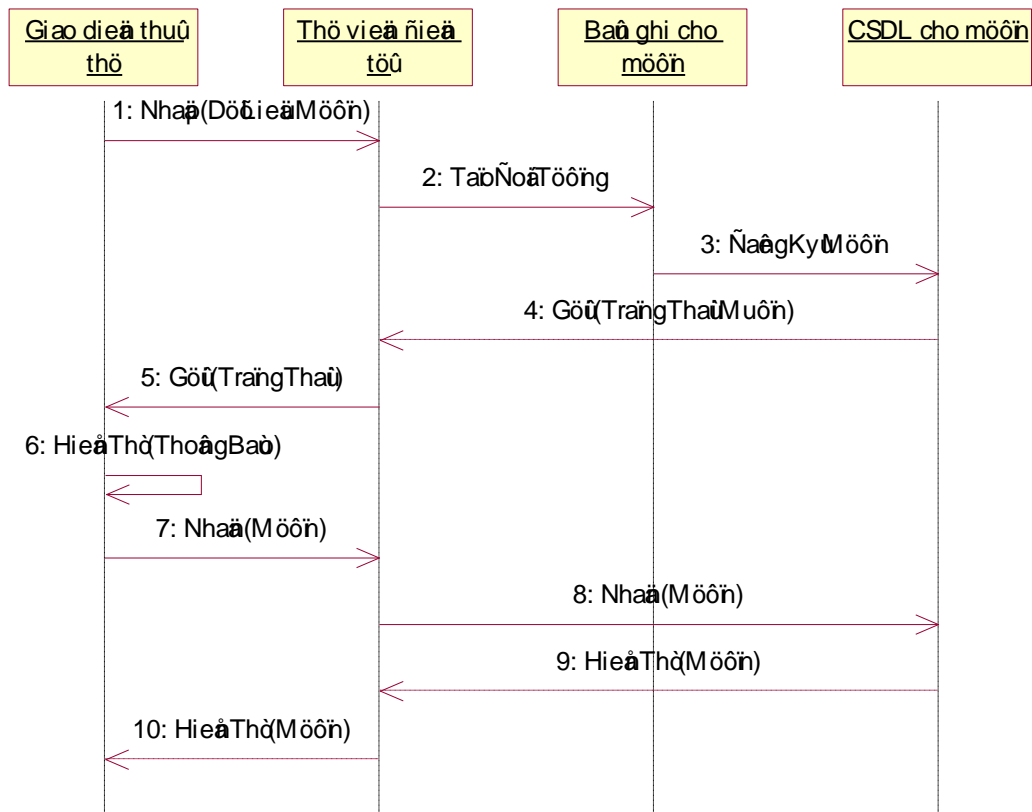 Giao dieän thuû
thö
Thö vieän ñieän
töû
Baûn ghi cho
möôïn
CSDL cho möôïn
1: Nhaäp(DöõLieäuMöôïn)
2: TaïoÑoáiTöôïng
3: ÑaêngKyùMöôïn
4: Göûi(TraïngThaùiMuôïn)
5: Göûi(TraïngThaùi)
6: HieånThò(ThoângBaùo)
7: Nhaän(Möôïn)
8: Nhaän(Möôïn)
9: HieånThò(Möôïn)
10: HieånThò(Möôïn)